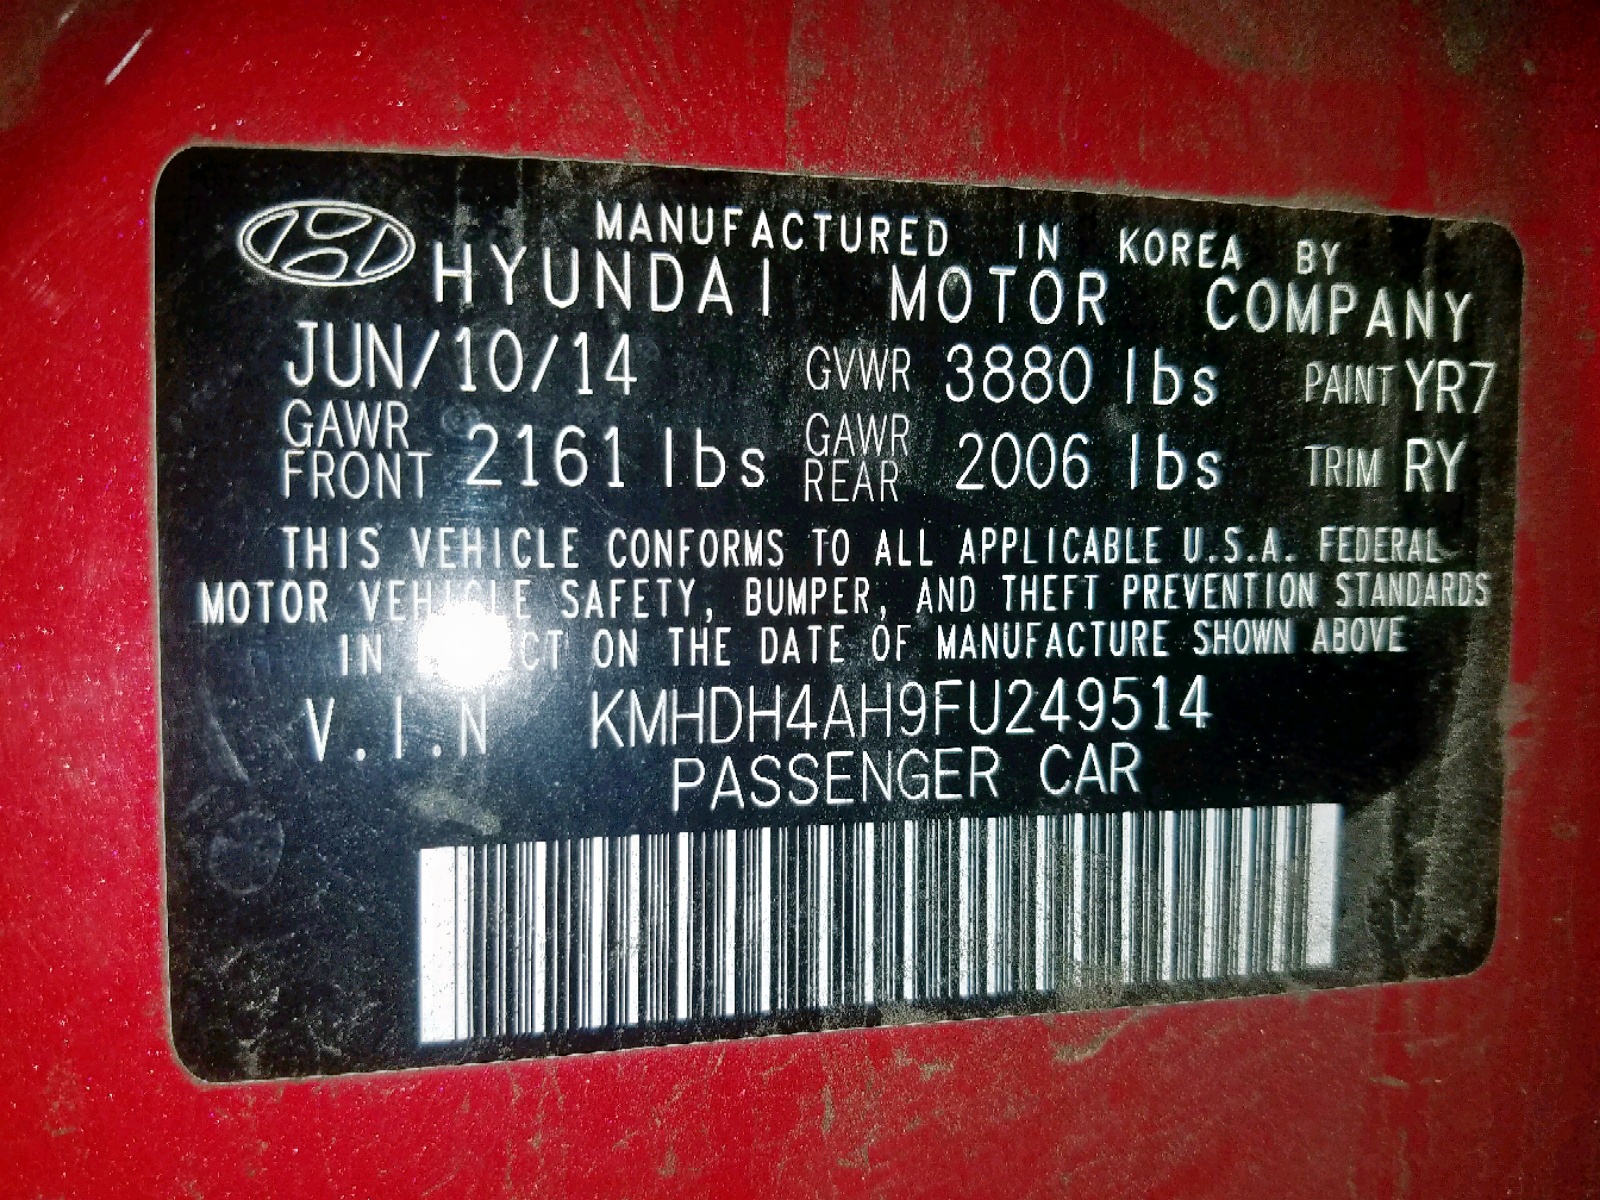 MANUFACTURED IN KOREA BY
HYUNDAI MOTOR COMPANY
JUN/10/14 GVWR 3880 lbs PAINT YR7
GAWR FRONT 2161 lbs GAWR REAR 2006 lbs TRIM RY
THIS VEHICLE CONFORMS TO ALL APPLICABLE U.S.A. FEDERAL
MOTOR VEHICLE SAFETY, BUMPER, AND THEFT PREVENTION STANDARDS
IN ON THE DATE OF MANUFACTURE SHOWN ABOVE
V.I.N KMHDH4AH9FU249514
PASSENGER CAR